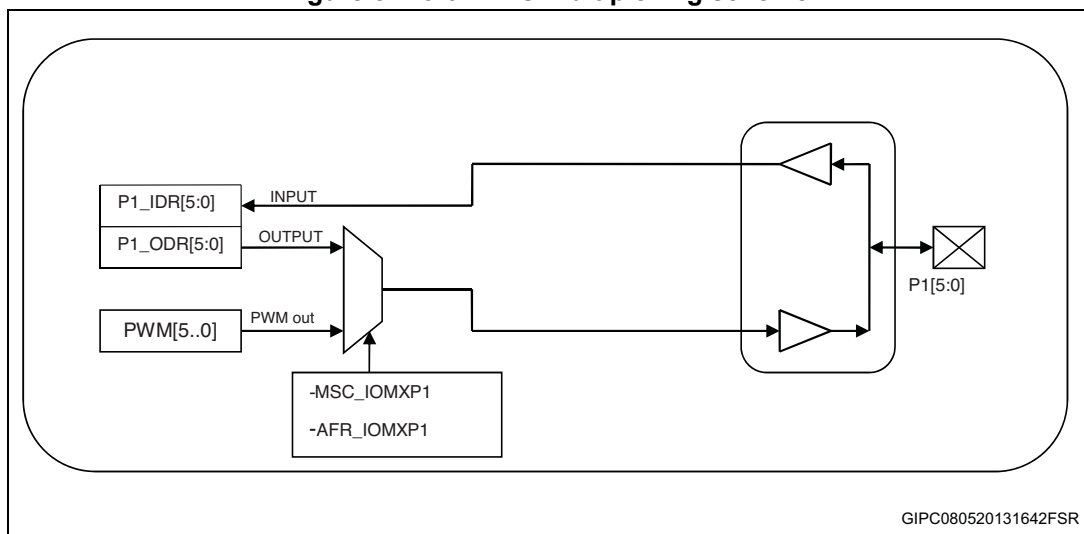 P1_IDR[5:0]
INPUT
P1_ODR[5:0]
OUTPUT
P1[5:0]
PWM[5..0]
PWM out
-MSC_IOMXP1
-AFR_IOMXP1
GIPC080520131642FSR